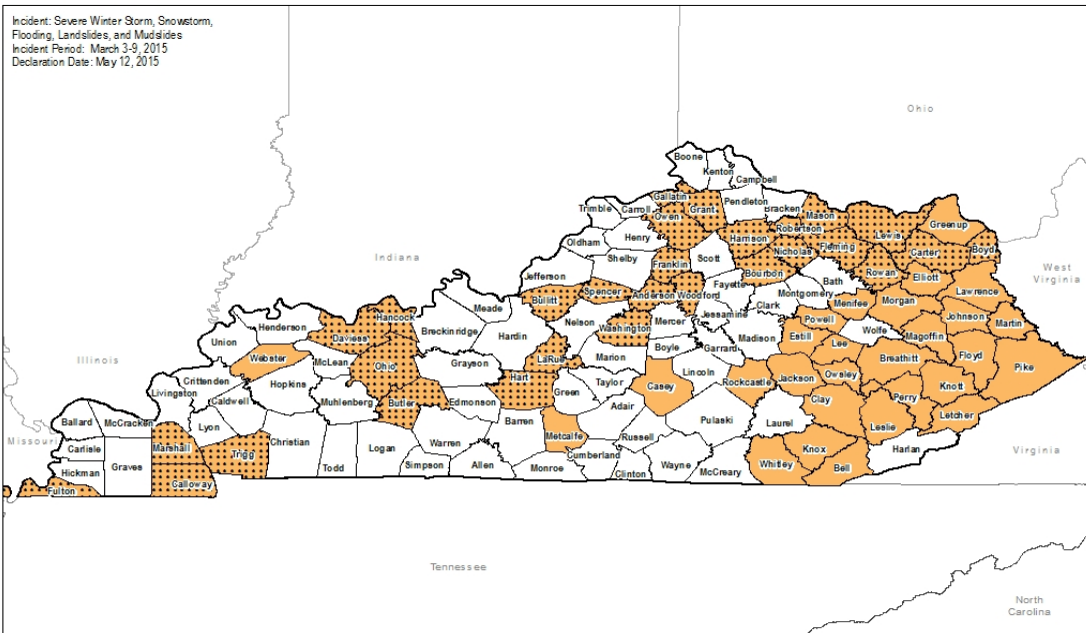 Incident: Severe Winter Storm, Snowstorm,
Flooding, Landslides, and Mudslides
Incident Period: March 3-9, 2015
Declaration Date: May 12, 2015
Ohio
Indiana
Illinois
Missouri
West
Virginia
Virginia
Tennessee
North
Carolina
Boone
Kenton
Campbell
Gallatin
Grant
Pendleton
Bracken
Mason
Trimble
Carroll
Owen
Robertson
Lewis
Greenup
Oldham
Henry
Harrison
Nicholas
Fleming
Carter
Boyd
Jefferson
Shelby
Franklin
Scott
Bourbon
Rowan
Elliott
Bullitt
Spencer
Anderson
Woodford
Fayette
Montgomery
Bath
Menifee
Morgan
Lawrence
Hancock
Meade
Breckinridge
Hardin
Nelson
Washington
Mercer
Jessamine
Clark
Madison
Powell
Wolfe
Magoffin
Johnson
Martin
Union
Henderson
Daviess
Webster
McLean
Ohio
Grayson
LaRue
Marion
Boyle
Garrard
Estill
Lee
Breathitt
Floyd
Pike
Crittenden
Livingston
Caldwell
Hopkins
Muhlenberg
Butler
Edmonson
Hart
Green
Taylor
Casey
Lincoln
Rockcastle
Jackson
Owsley
Knott
Perry
Letcher
Ballard
McCracken
Lyon
Christian
Todd
Logan
Warren
Barren
Metcalfe
Adair
Russell
Pulaski
Laurel
Clay
Leslie
Carlisle
Hickman
Graves
Marshall
Trigg
Calloway
Fulton
Simpson
Allen
Monroe
Cumberland
Clinton
Wayne
McCreary
Whitley
Knox
Bell
Harlan